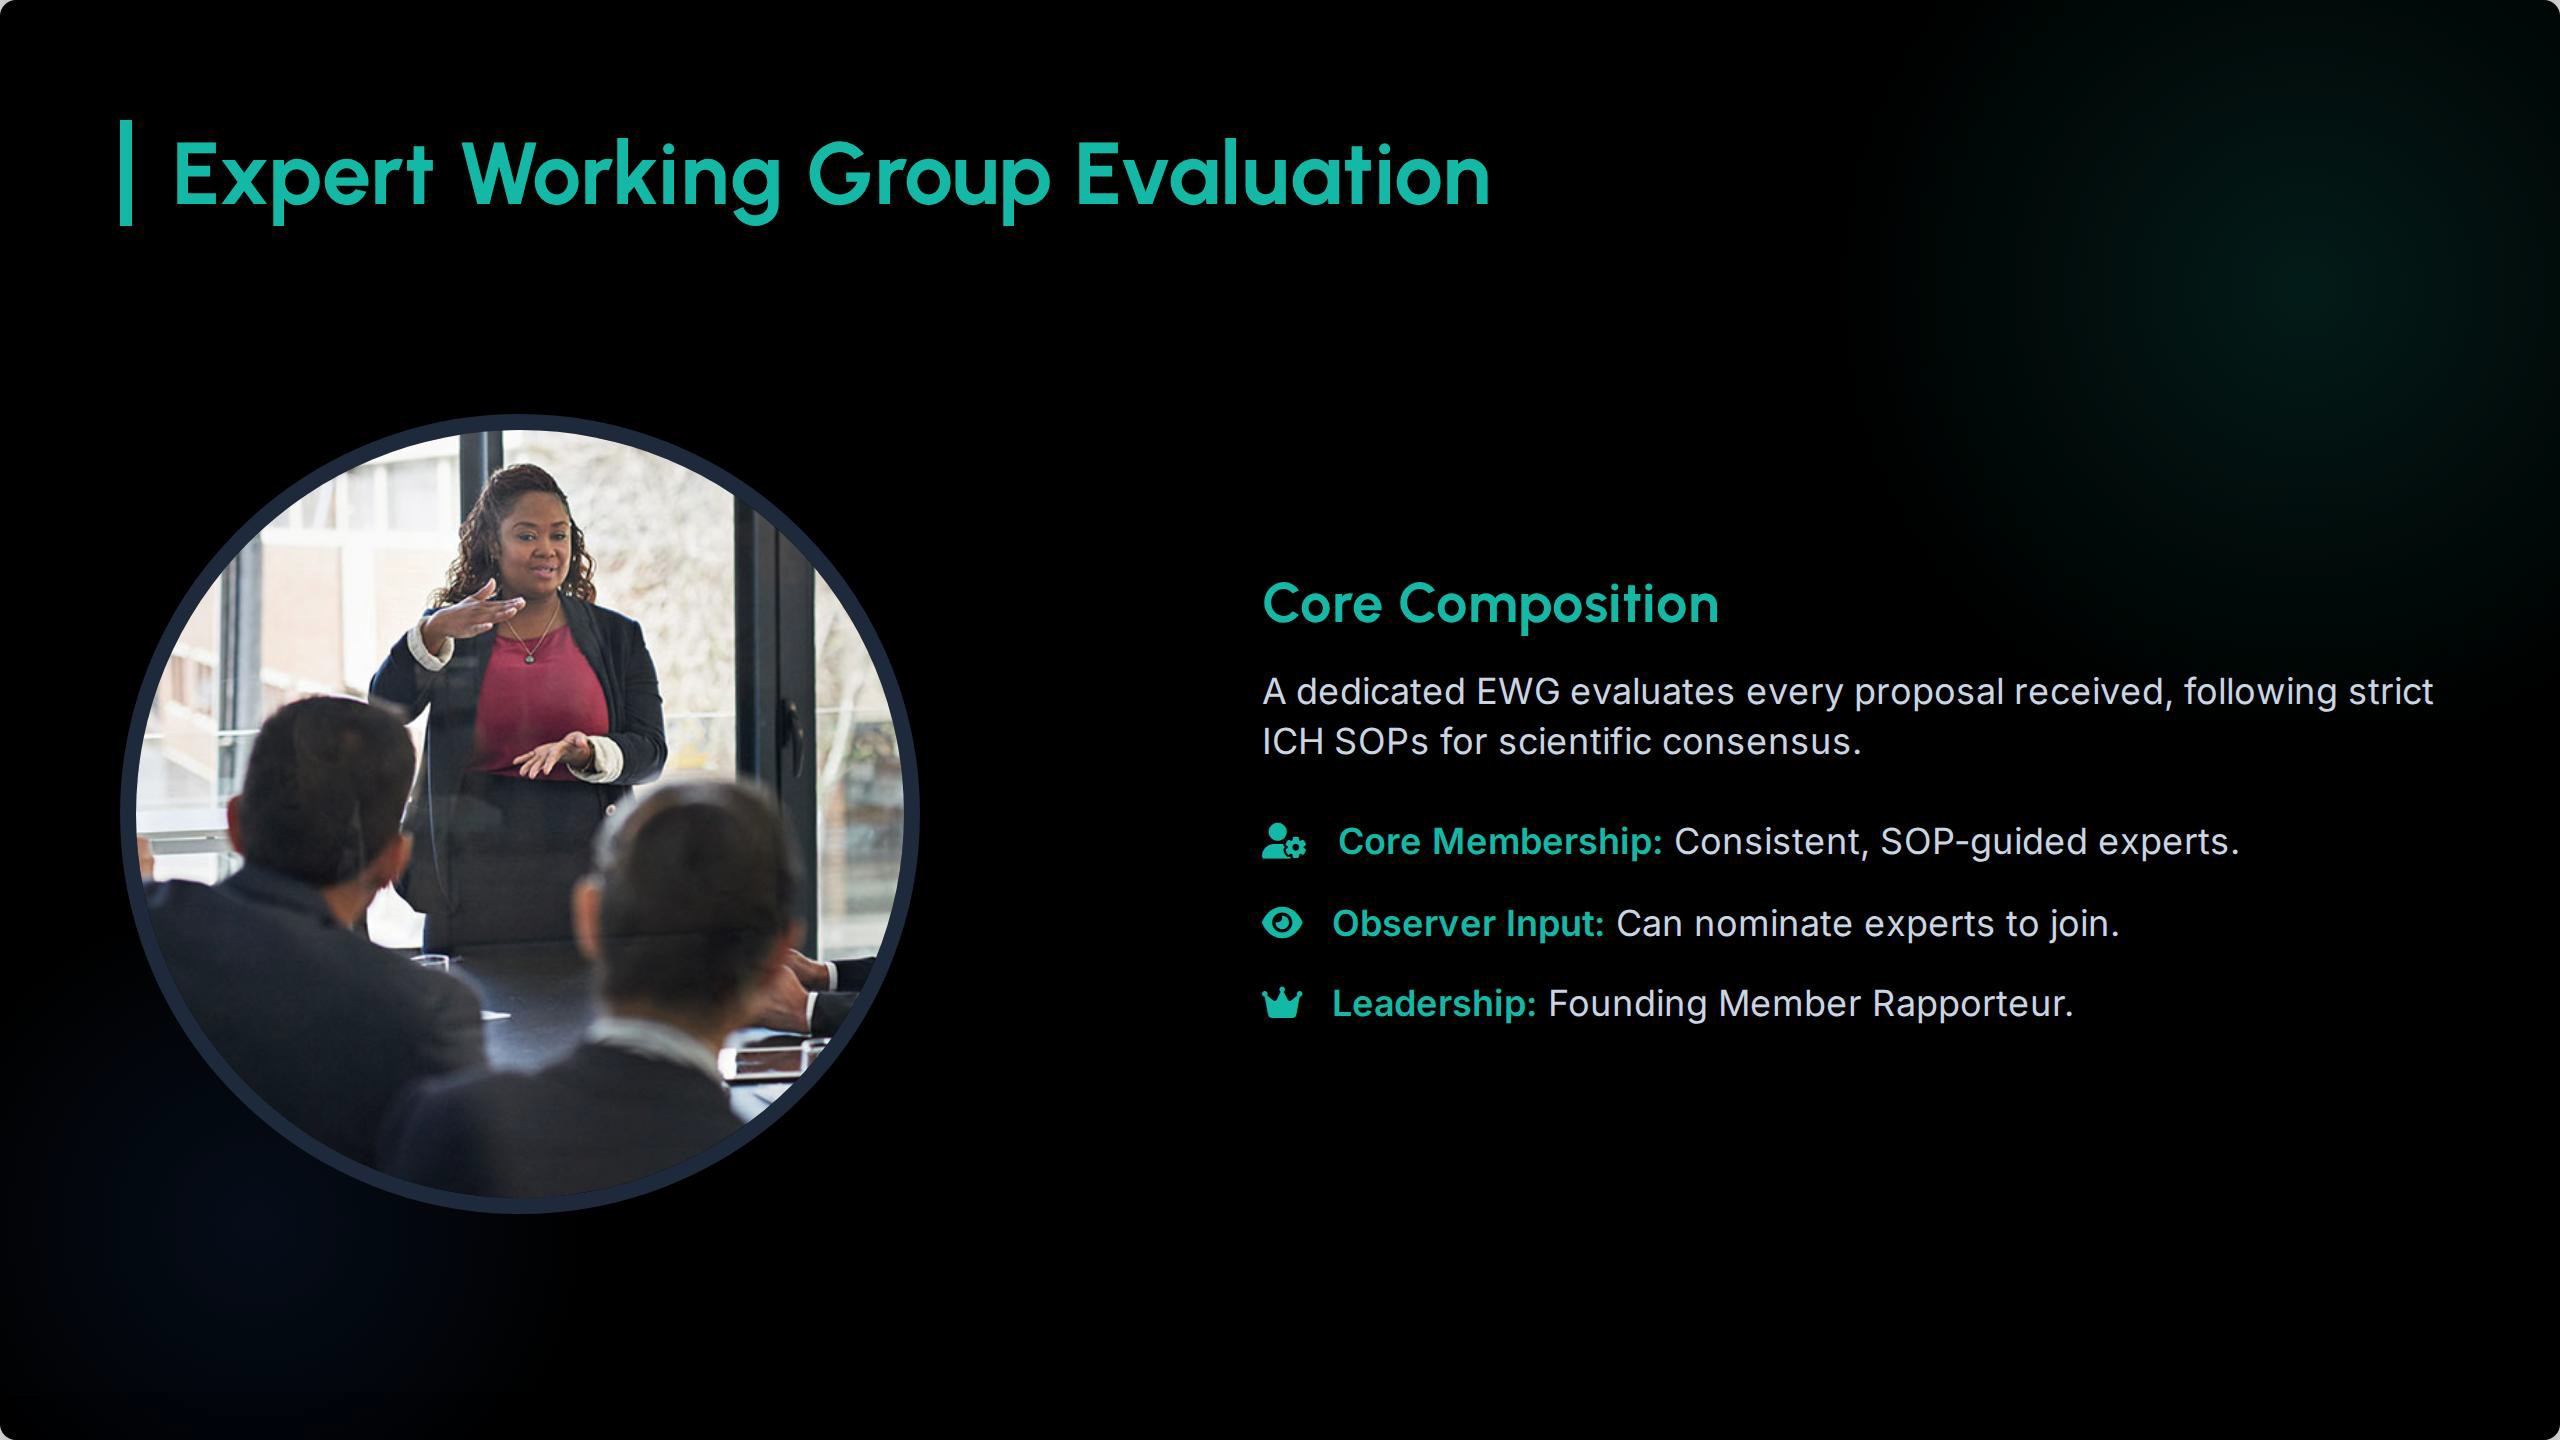 Expert Working Group Evaluation
Core Composition
A dedicated EWG evaluates every proposal received, following strict
ICH SOPs for scientific consensus.
Core Membership: Consistent, SOP-guided experts.
Observer Input: Can nominate experts to join.
Leadership: Founding Member Rapporteur.